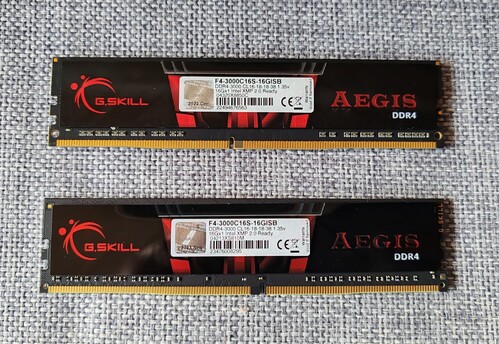 G.SKILL
F4-3000C16S-16GISB
DDR4-3000 CL16-18-18-38 1.35v
16Gx1 Intel XMP 2.0 Ready
AEGIS
DDR4
G.SKILL
F4-3000C16S-16GISB
DDR4-3000 CL16-18-18-38 1.35v
16Gx1 Intel XMP 2.0 Ready
AEGIS
DDR4